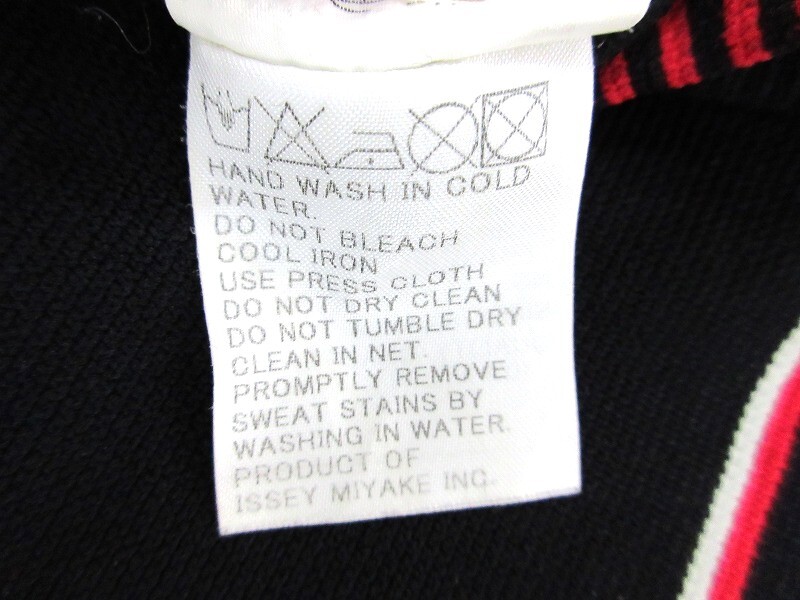 HAND WASH IN COLD
WATER.
DO NOT BLEACH
COOL IRON
USE PRESS CLOTH
DO NOT DRY CLEAN
DO NOT TUMBLE DRY
CLEAN IN NET.
PROMPTLY REMOVE
SWEAT STAINS BY
WASHING IN WATER.
PRODUCT OF
ISSEY MIYAKE INC.